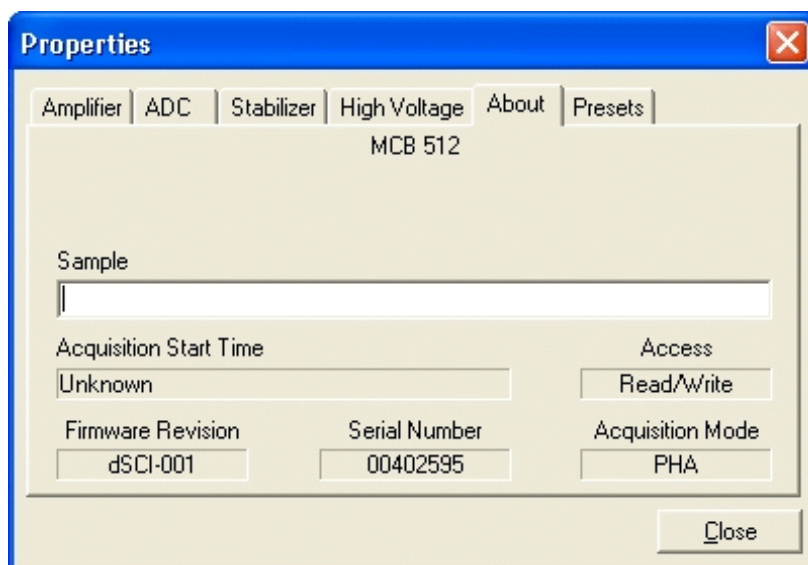 Properties
Amplifier ADC Stabilizer High Voltage About Presets
MCB 512
Sample
Acquisition Start Time Access
Unknown Read/Write
Firmware Revision Serial Number Acquisition Mode
dSCI-001 00402595 PHA
Close